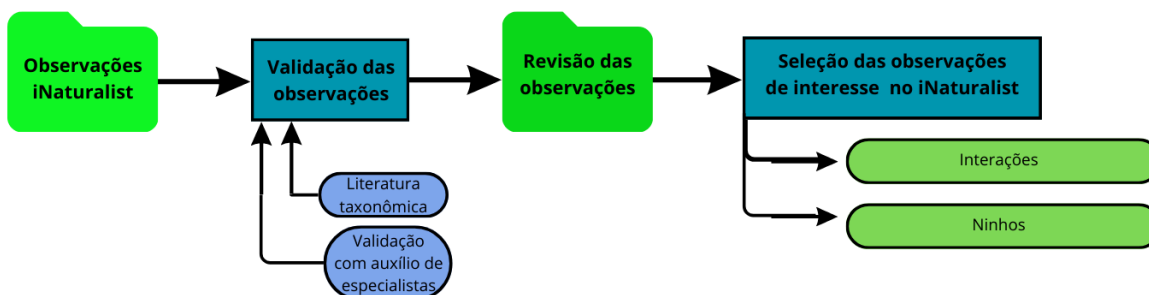 Observações
iNaturalist
Validação das
observações
Literatura
taxonômica
Validação
com auxílio de
especialistas
Revisão das
observações
Seleção das observações
de interesse no iNaturalist
Interações
Ninhos